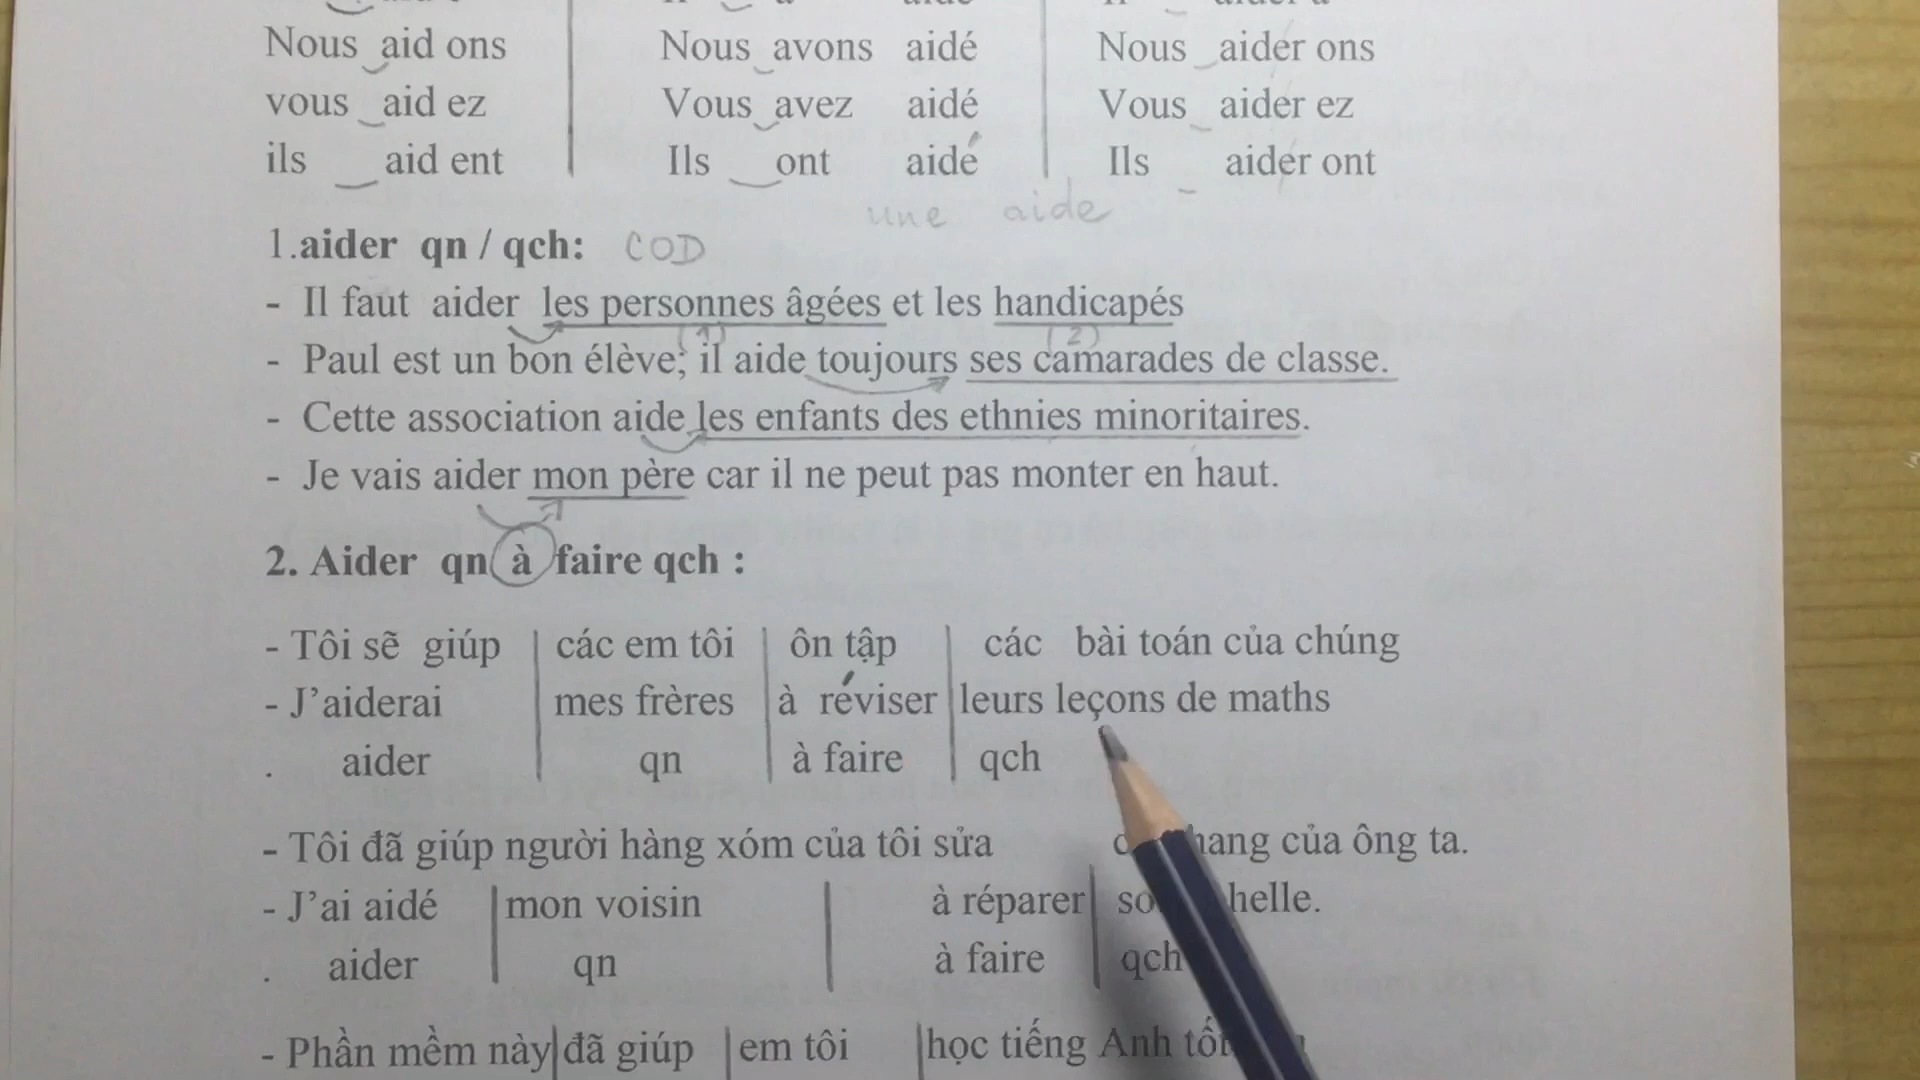 Nous aid ons Nous avons aidé Nous aider ons
vous aid ez Vous avez aidé Vous aider ez
ils aid ent Ils ont aidé Ils aider ont
une aide
1.aider qn / qch: COD
- Il faut aider les personnes âgées et les handicapés
(1) (2)
- Paul est un bon élève; il aide toujours ses camarades de classe.
- Cette association aide les enfants des ethnies minoritaires.
- Je vais aider mon père car il ne peut pas monter en haut.
2. Aider qn à faire qch :
- Tôi sẽ giúp các em tôi ôn tập các bài toán của chúng
- J'aiderai mes frères à réviser leurs leçons de maths
. aider qn à faire qch
- Tôi đã giúp người hàng xóm của tôi sửa của ông ta.
- J'ai aidé mon voisin à réparer
. aider qn à faire qch
- Phần mềm này đã giúp em tôi học tiếng Anh